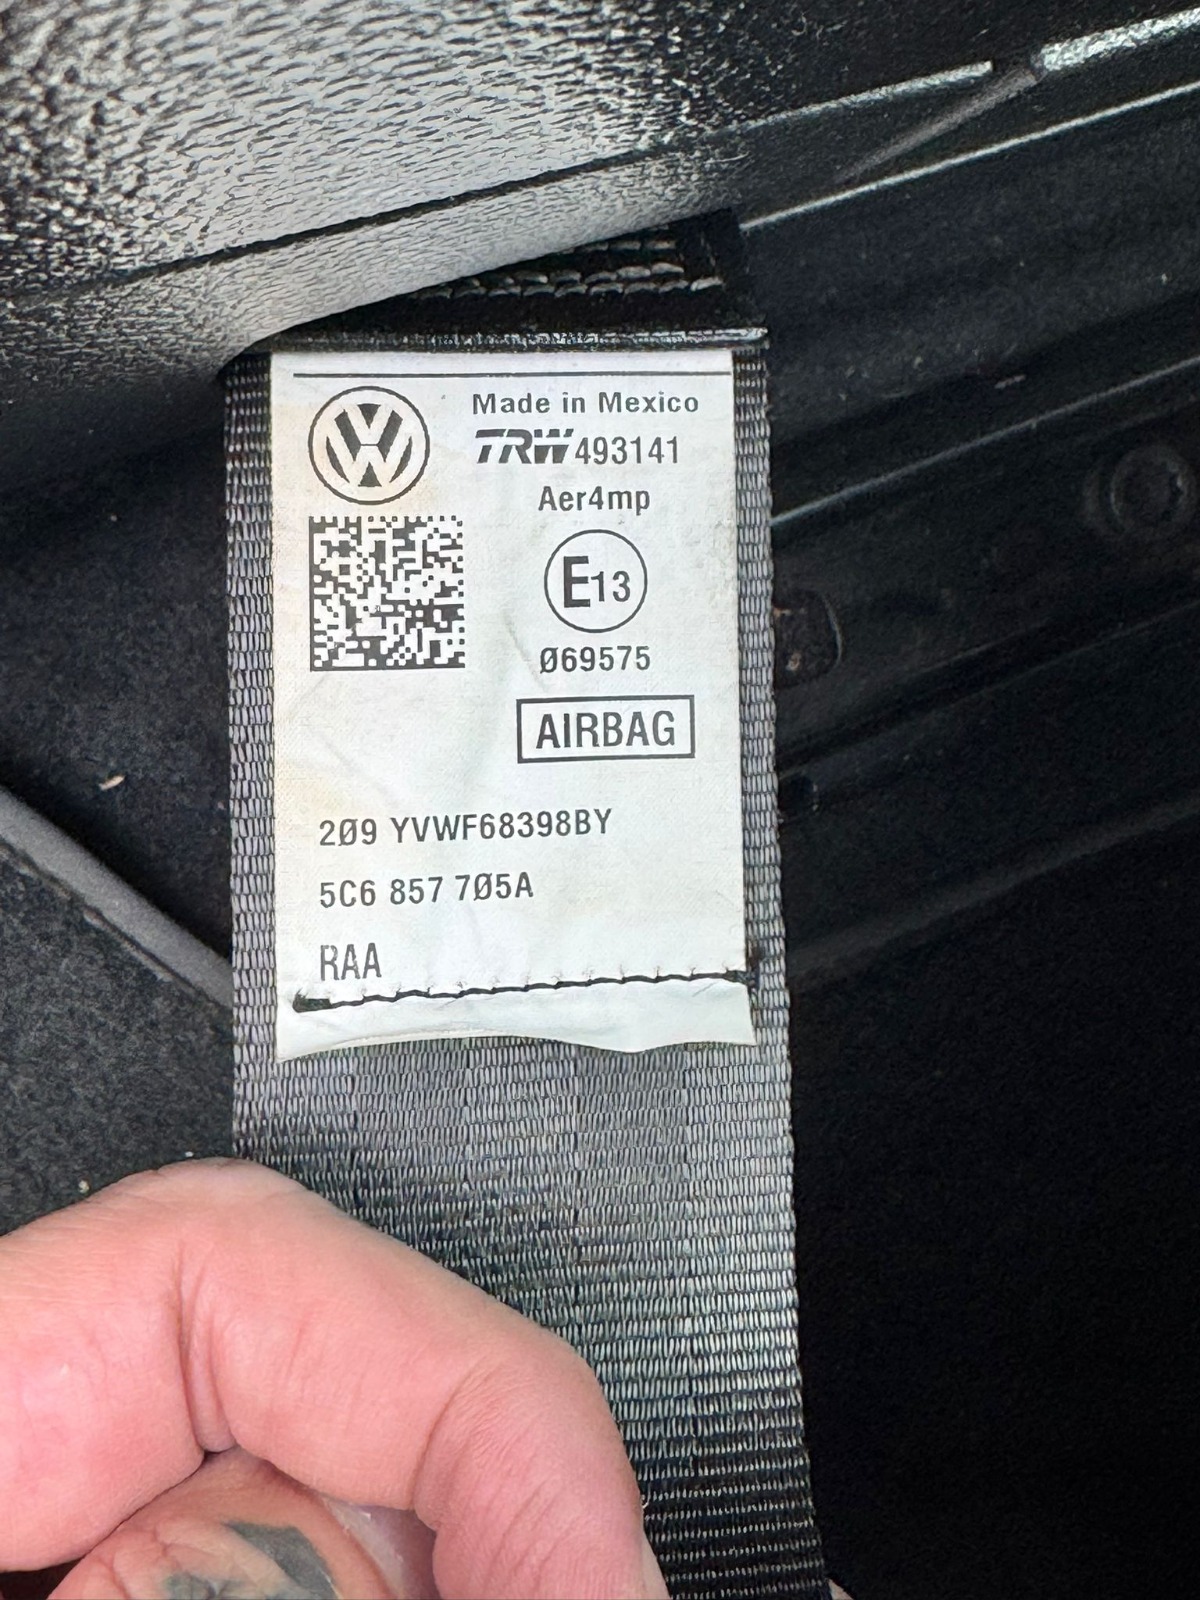 Made in Mexico
TRW 493141
Aer4mp
E13
Ø69575
AIRBAG
2Ø9 YVWF68398BY
5C6 857 7Ø5A
RAA